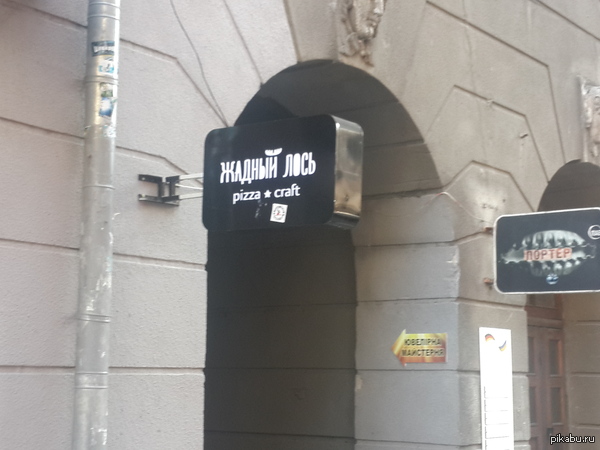 ЖАДНЫЙ ЛОСЬ
pizza ★ craft
ПОРТЕР
ЮВЕЛІРНА
МАЙСТЕРНЯ
pikabu.ru